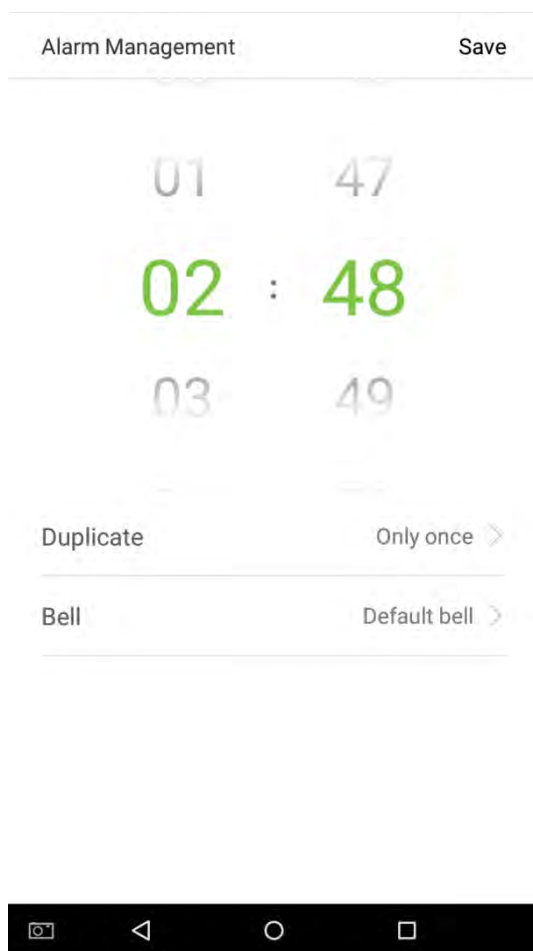 Alarm Management Save
01 47
02 : 48
03 49
Duplicate Only once
Bell Default bell